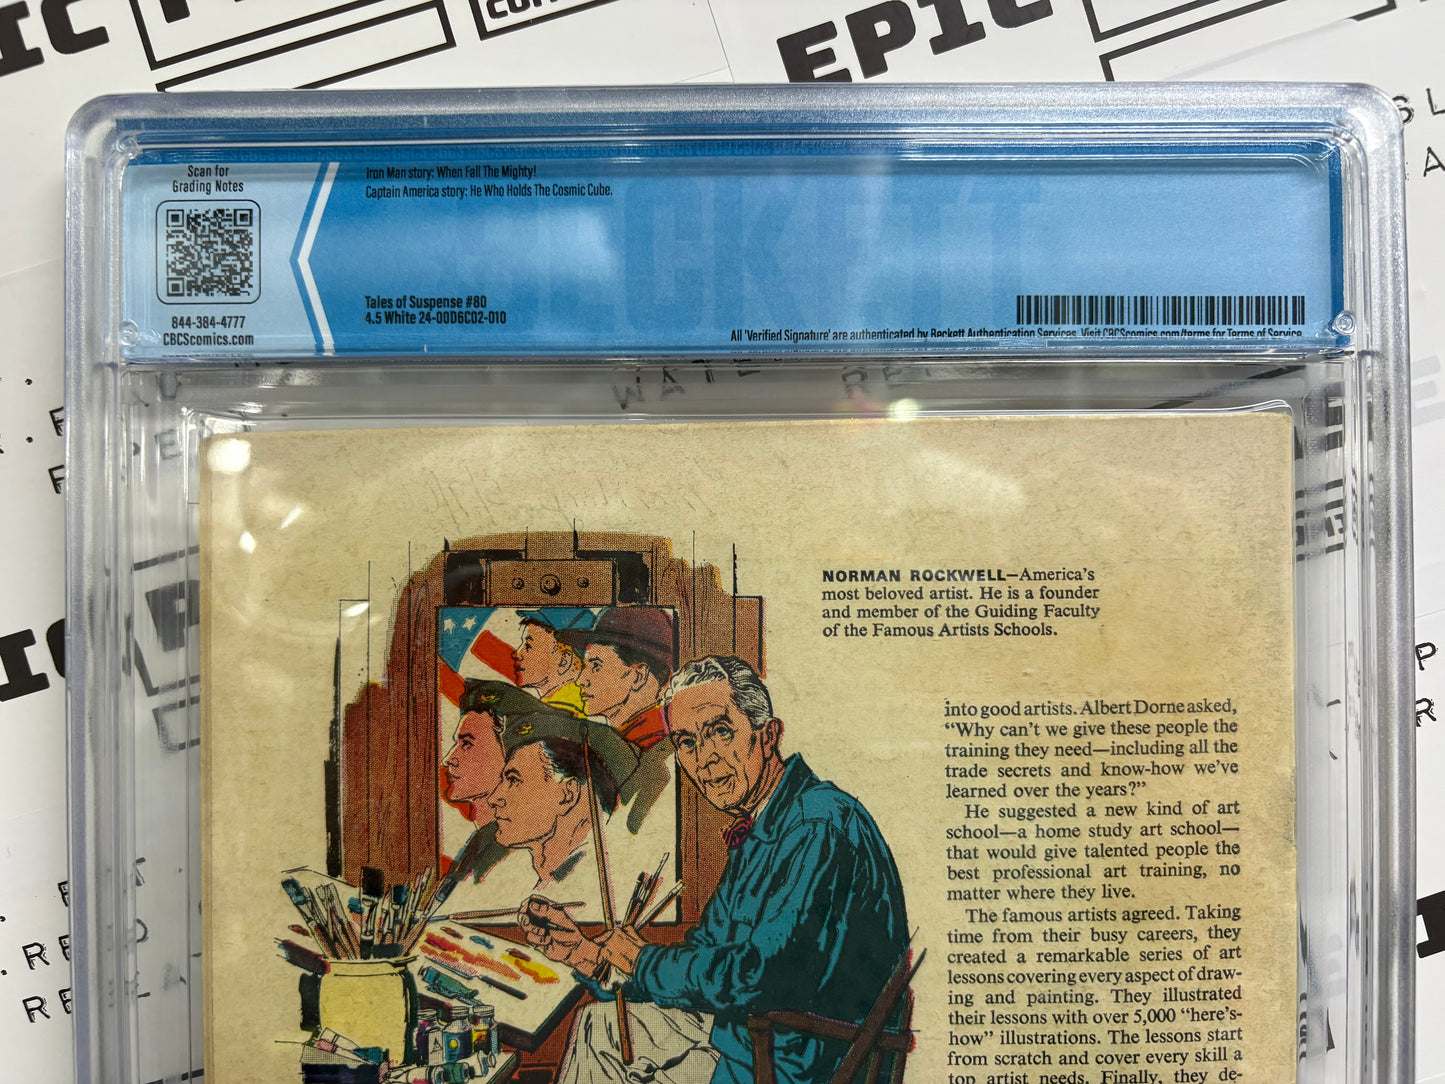 EPIC
Scan for
Grading Notes
844-384-4777
CBCScomics.com
Iron Man story: When Fall The Mighty!
Captain America story: He Who Holds The Cosmic Cube.
BECKETT
Tales of Suspense #80
4.5 White 24-00D6CD2-010
All 'Verified Signature' are authenticated by Beckett Authentication Services. Visit CBCScomics.com/terms for Terms of Service.
NORMAN ROCKWELL—America's
most beloved artist. He is a founder
and member of the Guiding Faculty
of the Famous Artists Schools.
into good artists. Albert Dorne asked,
“Why can't we give these people the
training they need—including all the
trade secrets and know-how we've
learned over the years?”
He suggested a new kind of art
school—a home study art school—
that would give talented people the
best professional art training, no
matter where they live.
The famous artists agreed. Taking
time from their busy careers, they
created a remarkable series of art
lessons covering every aspect of draw-
ing and painting. They illustrated
their lessons with over 5,000 “here's-
how” illustrations. The lessons start
from scratch and cover every skill a
top artist needs. Finally, they de-